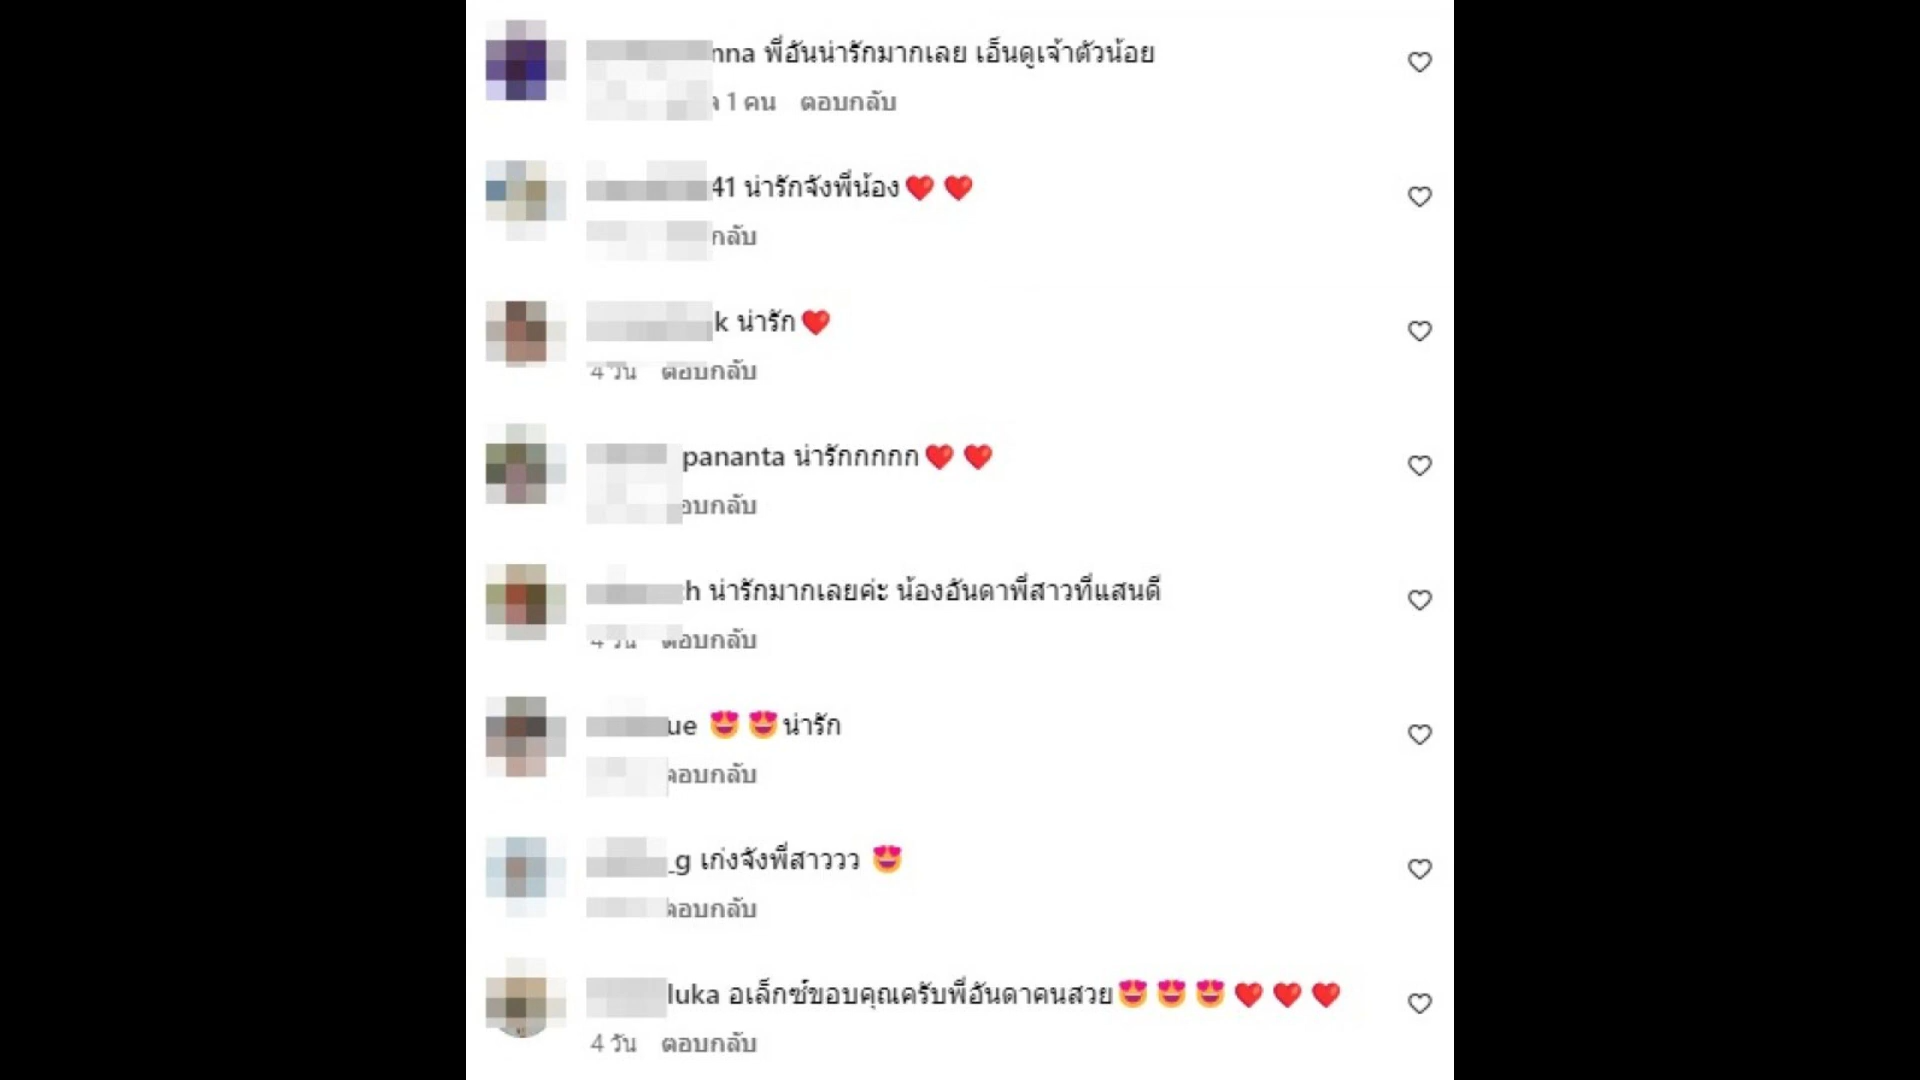 nna พี่อันน่ารักมากเลย เอ็นดูเจ้าตัวน้อย
1 คน ตอบกลับ
41 น่ารักจังพี่น้อง❤️ ❤️
กลับ
k น่ารัก❤️
4 วัน ตอบกลับ
pananta น่ารักกกกก❤️ ❤️
อบกลับ
h น่ารักมากเลยค่ะ น้องอันดาพี่สาวที่แสนดี
4 วัน ตอบกลับ
ue 😍 😍น่ารัก
ตอบกลับ
_g เก่งจังพี่สาววว 😍
ตอบกลับ
luka อเล็กซ์ขอบคุณครับพี่อันดาคนสวย😍 😍 😍 ❤️ ❤️ ❤️
4 วัน ตอบกลับ